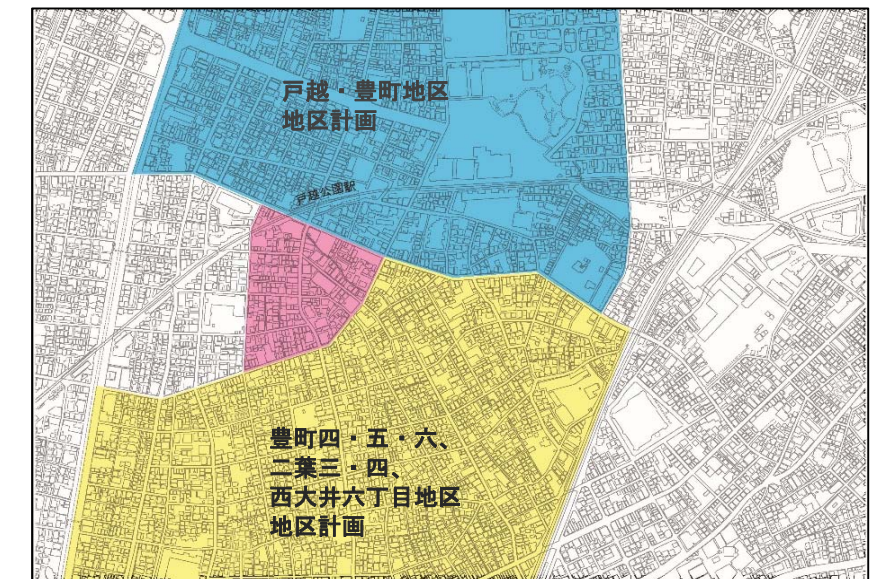 戸越・豊町地区
地区計画
戸越公園駅
豊町四・五・六、
二葉三・四、
西大井六丁目地区
地区計画